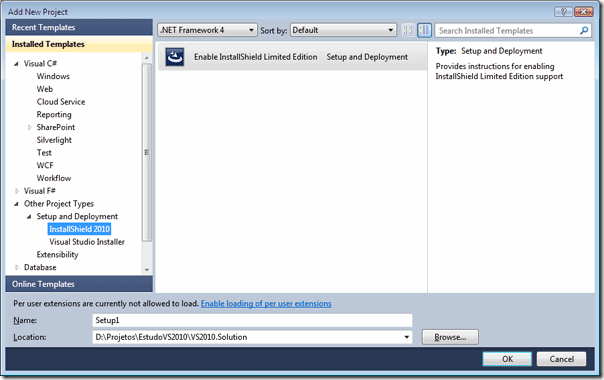 Add New Project
Recent Templates
.NET Framework 4
Sort by:
Default
Search Installed Templates
Installed Templates
Visual C#
Windows
Web
Cloud Service
Reporting
SharePoint
Silverlight
Test
WCF
Workflow
Visual F#
Other Project Types
Setup and Deployment
InstallShield 2010
Visual Studio Installer
Extensibility
Database
Online Templates
Enable InstallShield Limited Edition Setup and Deployment
Type: Setup and Deployment
Provides instructions for enabling
InstallShield Limited Edition support
Per user extensions are currently not allowed to load. Enable loading of per user extensions
Name:
Setup1
Location:
D:\Projetos\EstudoVS2010\VS2010.Solution
Browse...
OK
Cancel